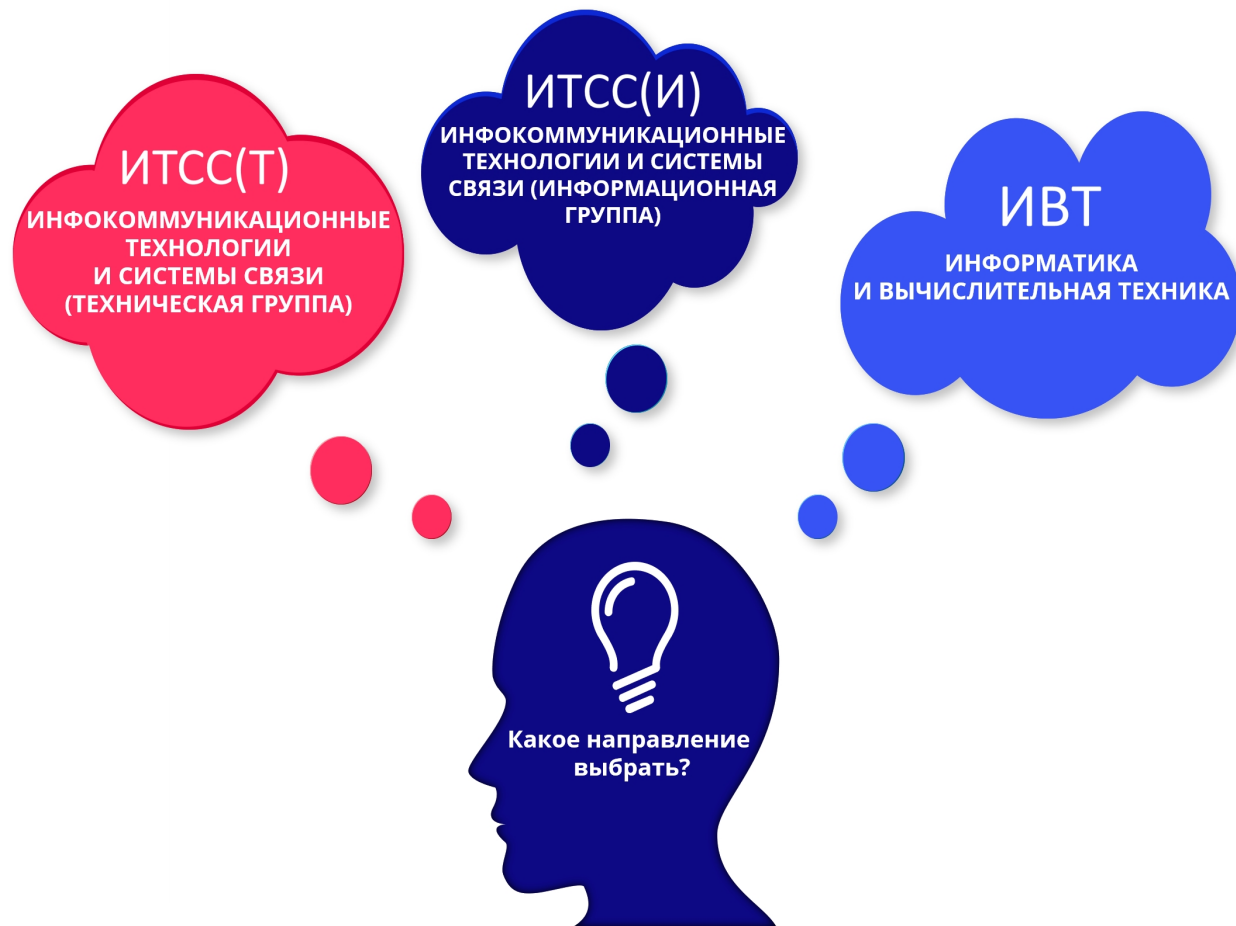 ИТСС(Т)
ИНФОКОММУНИКАЦИОННЫЕ
ТЕХНОЛОГИИ
И СИСТЕМЫ СВЯЗИ
(ТЕХНИЧЕСКАЯ ГРУППА)
ИТСС(И)
ИНФОКОММУНИКАЦИОННЫЕ
ТЕХНОЛОГИИ И СИСТЕМЫ
СВЯЗИ (ИНФОРМАЦИОННАЯ
ГРУППА)
ИВТ
ИНФОРМАТИКА
И ВЫЧИСЛИТЕЛЬНАЯ ТЕХНИКА
Какое направление
выбрать?